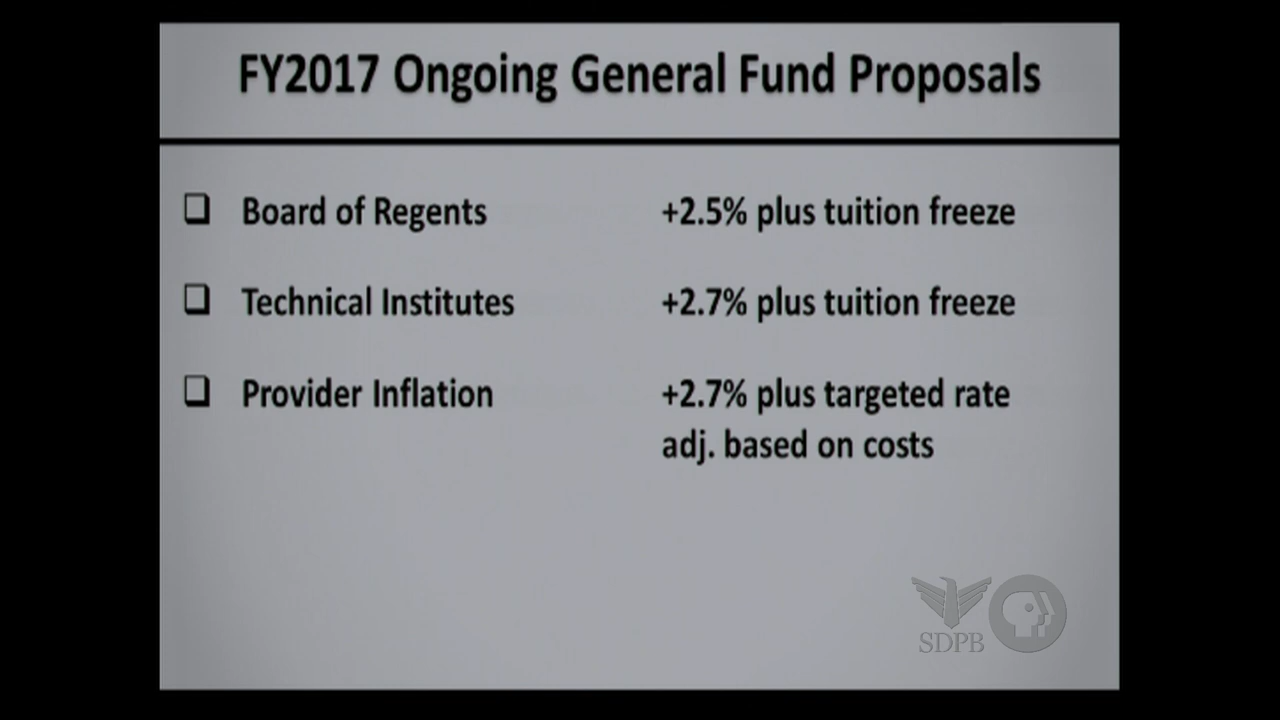 FY2017 Ongoing General Fund Proposals
Board of Regents +2.5% plus tuition freeze
Technical Institutes +2.7% plus tuition freeze
Provider Inflation +2.7% plus targeted rate
adj. based on costs
SDPB